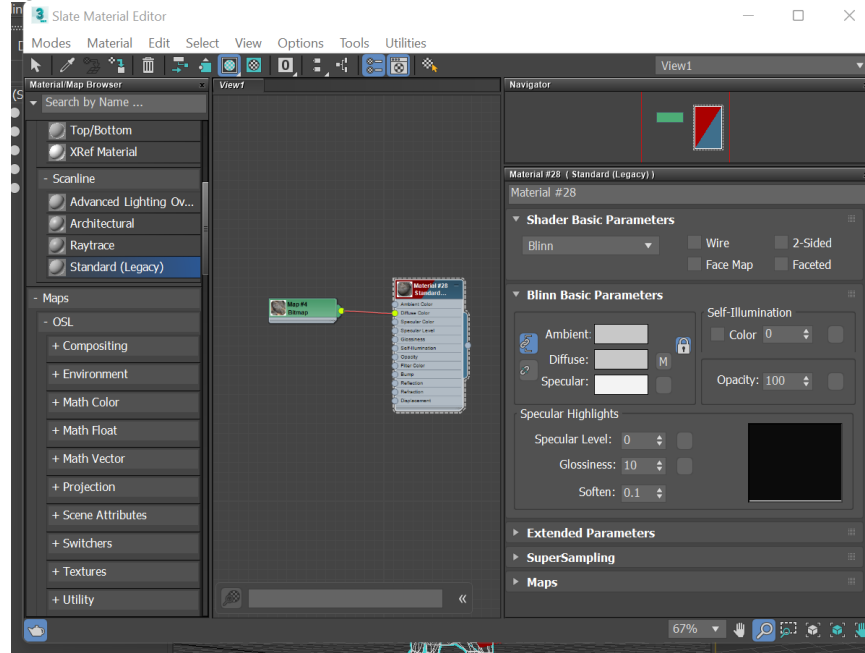 Slate Material Editor
Modes Material Edit Select View Options Tools Utilities
View1
Material/Map Browser
Search by Name ...
Top/Bottom
XRef Material
- Scanline
Advanced Lighting Ov...
Architectural
Raytrace
Standard (Legacy)
- Maps
- OSL
+ Compositing
+ Environment
+ Math Color
+ Math Float
+ Math Vector
+ Projection
+ Scene Attributes
+ Switchers
+ Textures
+ Utility
View1
Map #4
Bitmap
Material #28
Standard...
Ambient Color
Diffuse Color
Specular Color
Specular Level
Glossiness
Self-Illumination
Opacity
Filter Color
Bump
Reflection
Refraction
Displacement
Navigator
Material #28 ( Standard (Legacy) )
Material #28
Shader Basic Parameters
Blinn
Wire 2-Sided
Face Map Faceted
Blinn Basic Parameters
Self-Illumination
Ambient:
Color 0
Diffuse: M
Specular:
Opacity: 100
Specular Highlights
Specular Level: 0
Glossiness: 10
Soften: 0.1
Extended Parameters
SuperSampling
Maps
67%